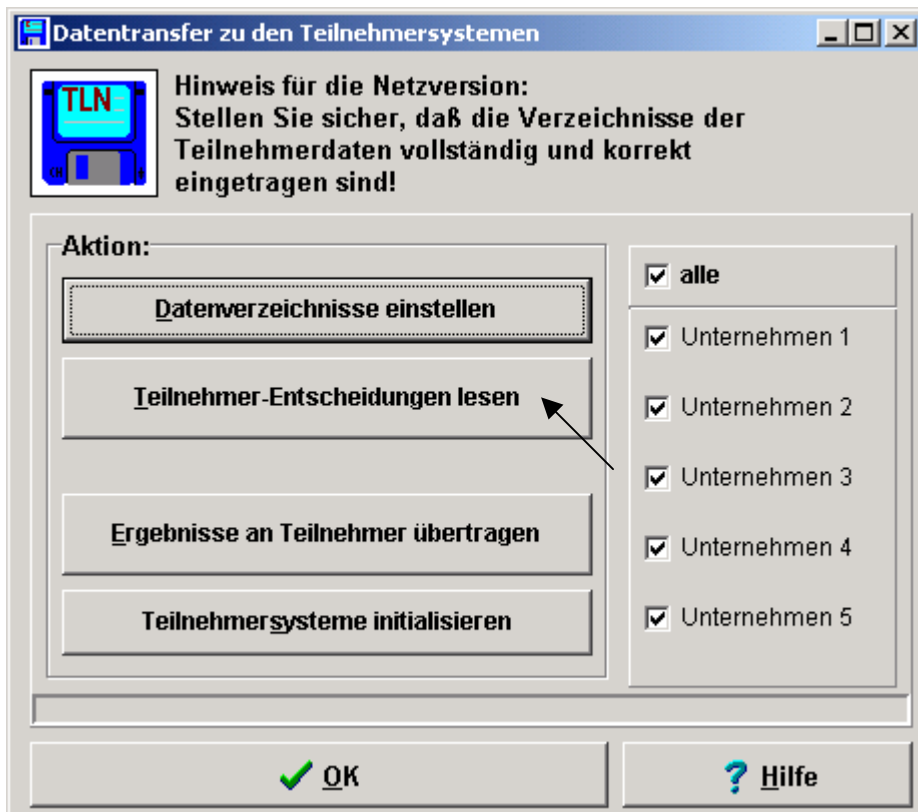 Datentransfer zu den Teilnehmersystemen
TLN
Hinweis für die Netzversion:
Stellen Sie sicher, daß die Verzeichnisse der
Teilnehmerdaten vollständig und korrekt
eingetragen sind!
Aktion:
Datenverzeichnisse einstellen
Teilnehmer-Entscheidungen lesen
Ergebnisse an Teilnehmer übertragen
Teilnehmersysteme initialisieren
alle
Unternehmen 1
Unternehmen 2
Unternehmen 3
Unternehmen 4
Unternehmen 5
OK
Hilfe